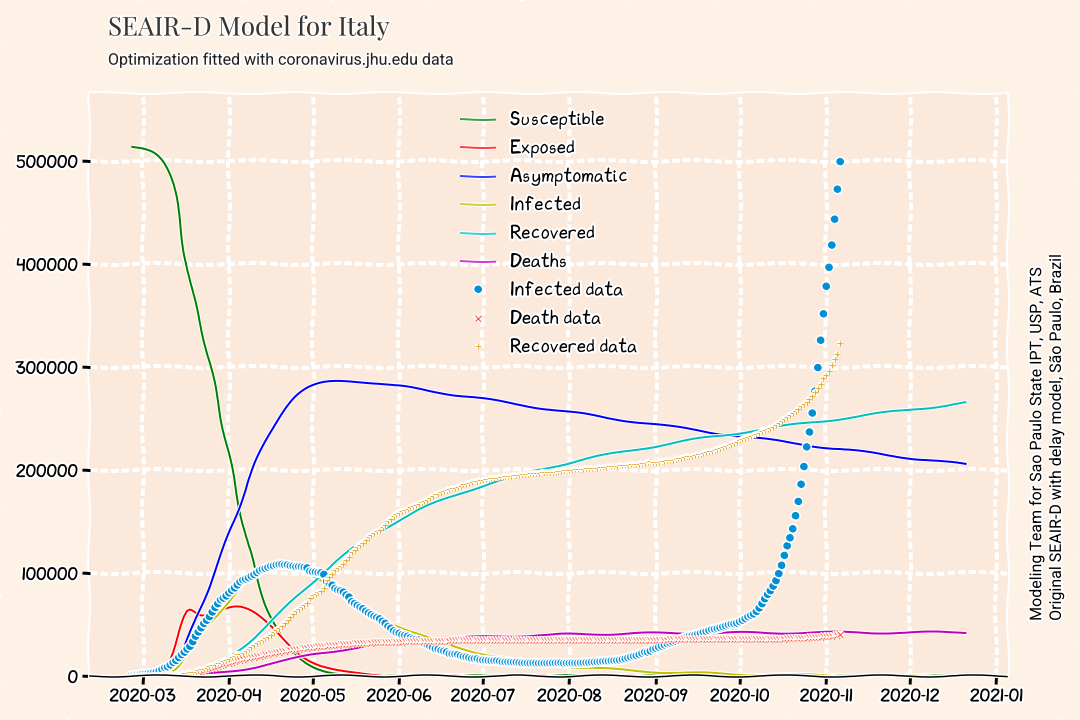 SEAIR-D Model for Italy
Optimization fitted with coronavirus.jhu.edu data
Susceptible
Exposed
Asymptomatic
Infected
Recovered
Deaths
Infected data
Death data
Recovered data
500000
400000
300000
200000
100000
0
2020-03 2020-04 2020-05 2020-06 2020-07 2020-08 2020-09 2020-10 2020-11 2020-12 2021-01
Modeling Team for Sao Paulo State IPT, USP, ATS
Original SEAIR-D with delay model, São Paulo, Brazil